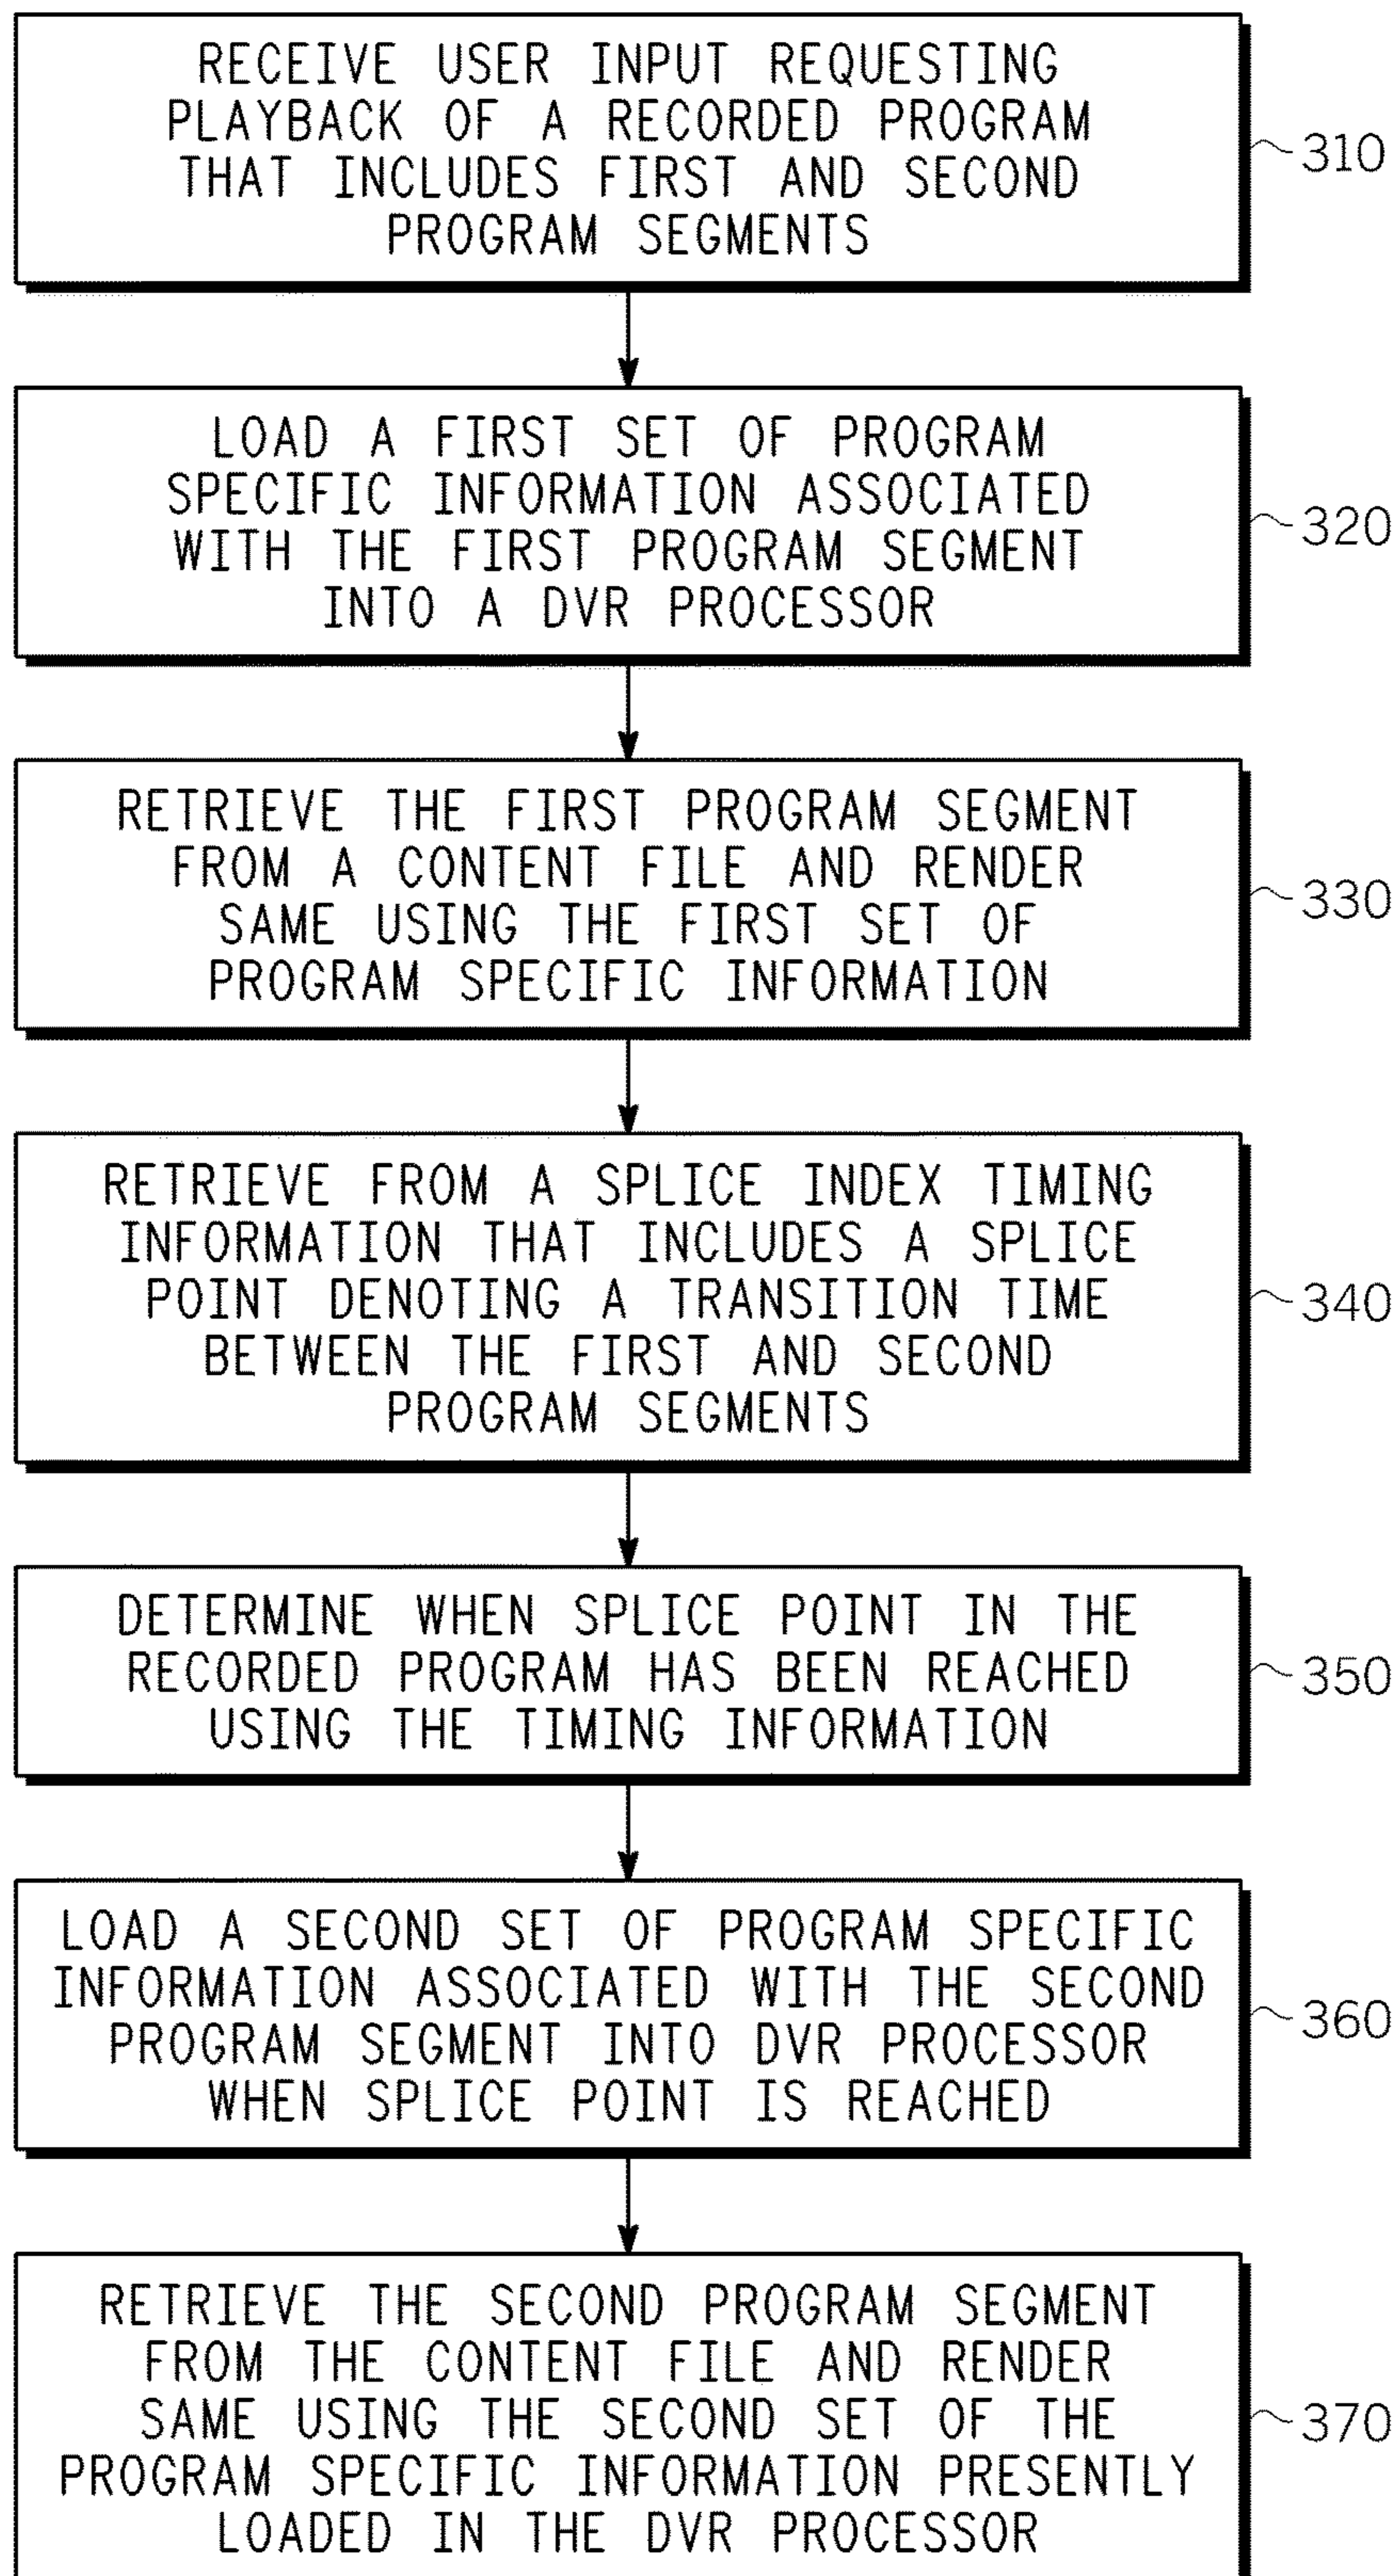 RECEIVE USER INPUT REQUESTING
PLAYBACK OF A RECORDED PROGRAM
THAT INCLUDES FIRST AND SECOND
PROGRAM SEGMENTS
310
LOAD A FIRST SET OF PROGRAM
SPECIFIC INFORMATION ASSOCIATED
WITH THE FIRST PROGRAM SEGMENT
INTO A DVR PROCESSOR
320
RETRIEVE THE FIRST PROGRAM SEGMENT
FROM A CONTENT FILE AND RENDER
SAME USING THE FIRST SET OF
PROGRAM SPECIFIC INFORMATION
330
RETRIEVE FROM A SPLICE INDEX TIMING
INFORMATION THAT INCLUDES A SPLICE
POINT DENOTING A TRANSITION TIME
BETWEEN THE FIRST AND SECOND
PROGRAM SEGMENTS
340
DETERMINE WHEN SPLICE POINT IN THE
RECORDED PROGRAM HAS BEEN REACHED
USING THE TIMING INFORMATION
350
LOAD A SECOND SET OF PROGRAM SPECIFIC
INFORMATION ASSOCIATED WITH THE SECOND
PROGRAM SEGMENT INTO DVR PROCESSOR
WHEN SPLICE POINT IS REACHED
360
RETRIEVE THE SECOND PROGRAM SEGMENT
FROM THE CONTENT FILE AND RENDER
SAME USING THE SECOND SET OF THE
PROGRAM SPECIFIC INFORMATION PRESENTLY
LOADED IN THE DVR PROCESSOR
370